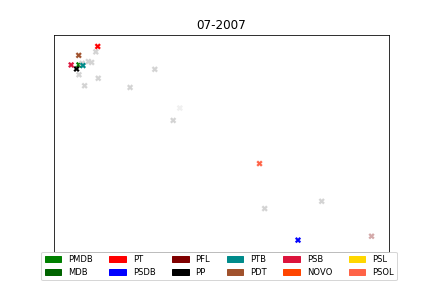 07-2007
PMDB PT PFL PTB PSB PSL
MDB PSDB PP PDT NOVO PSOL